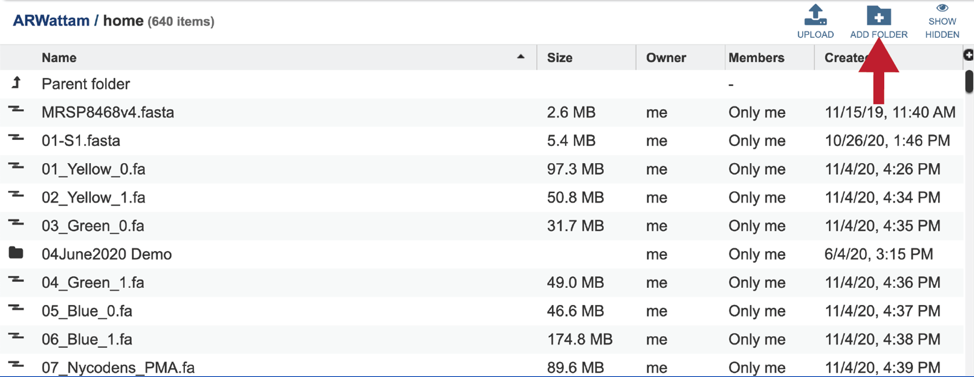 ARWattam / home (640 items)
UPLOAD ADD FOLDER SHOW HIDDEN
Name Size Owner Members Create
Parent folder -
MRSP8468v4.fasta 2.6 MB me Only me 11/15/19, 11:40 AM
01-S1.fasta 5.4 MB me Only me 10/26/20, 1:46 PM
01_Yellow_0.fa 97.3 MB me Only me 11/4/20, 4:26 PM
02_Yellow_1.fa 50.8 MB me Only me 11/4/20, 4:34 PM
03_Green_0.fa 31.7 MB me Only me 11/4/20, 4:35 PM
04June2020 Demo me Only me 6/4/20, 3:15 PM
04_Green_1.fa 49.0 MB me Only me 11/4/20, 4:36 PM
05_Blue_0.fa 46.6 MB me Only me 11/4/20, 4:37 PM
06_Blue_1.fa 174.8 MB me Only me 11/4/20, 4:38 PM
07_Nycodens_PMA.fa 89.6 MB me Only me 11/4/20, 4:39 PM